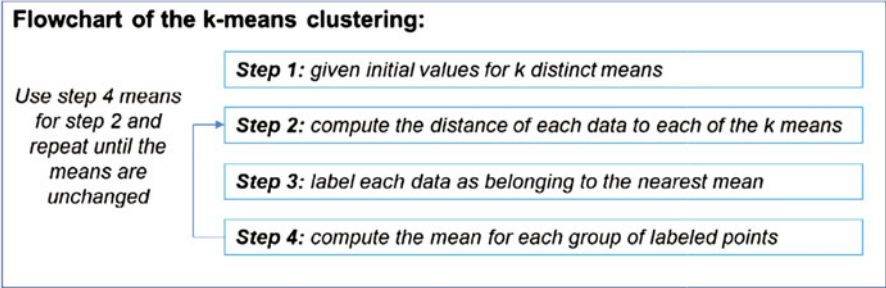 Flowchart of the k-means clustering:
Step 1: given initial values for k distinct means
Use step 4 means
for step 2 and
repeat until the
means are
unchanged
Step 2: compute the distance of each data to each of the k means
Step 3: label each data as belonging to the nearest mean
Step 4: compute the mean for each group of labeled points